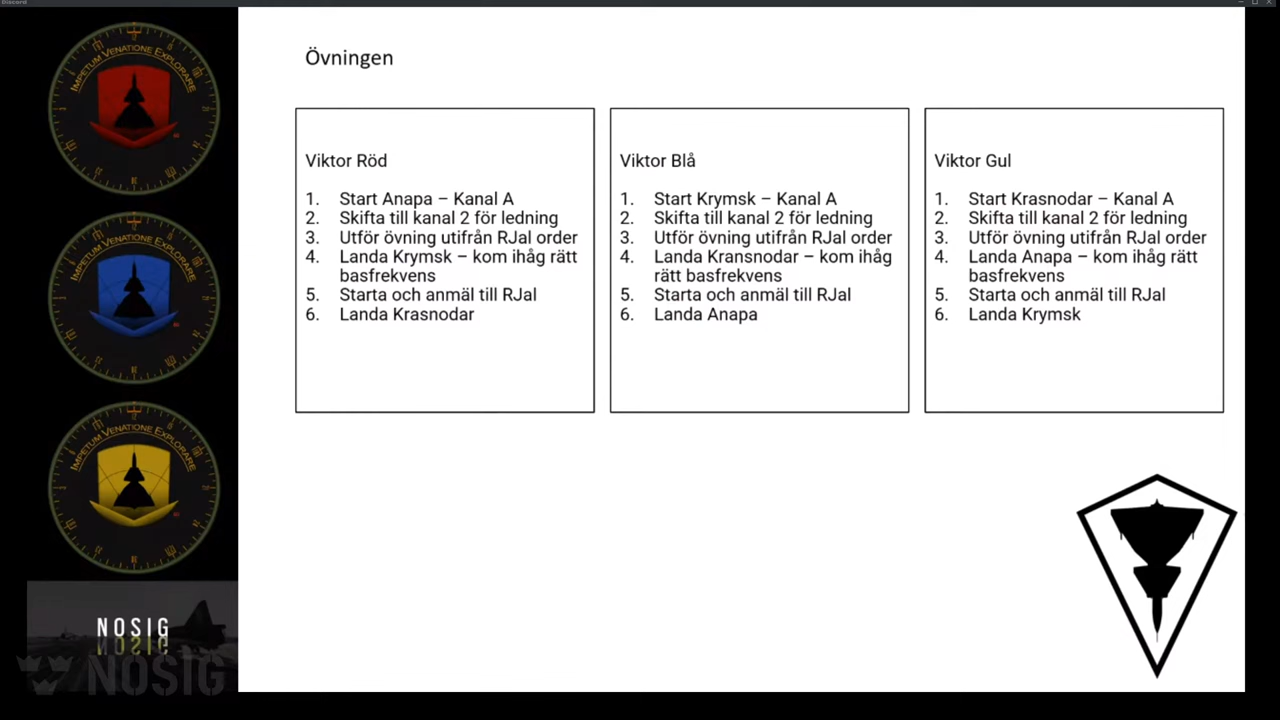 Discord
IMPETUM VENATIONE EXPLORARE
IMPETUM VENATIONE EXPLORARE
IMPETUM VENATIONE EXPLORARE
NOSIG
NOSIG
Övningen
Viktor Röd
1. Start Anapa – Kanal A
2. Skifta till kanal 2 för ledning
3. Utför övning utifrån RJal order
4. Landa Krymsk – kom ihåg rätt
basfrekvens
5. Starta och anmäl till RJal
6. Landa Krasnodar
Viktor Blå
1. Start Krymsk – Kanal A
2. Skifta till kanal 2 för ledning
3. Utför övning utifrån RJal order
4. Landa Kransnodar – kom ihåg
rätt basfrekvens
5. Starta och anmäl till RJal
6. Landa Anapa
Viktor Gul
1. Start Krasnodar – Kanal A
2. Skifta till kanal 2 för ledning
3. Utför övning utifrån RJal order
4. Landa Anapa – kom ihåg rätt
basfrekvens
5. Starta och anmäl till RJal
6. Landa Krymsk